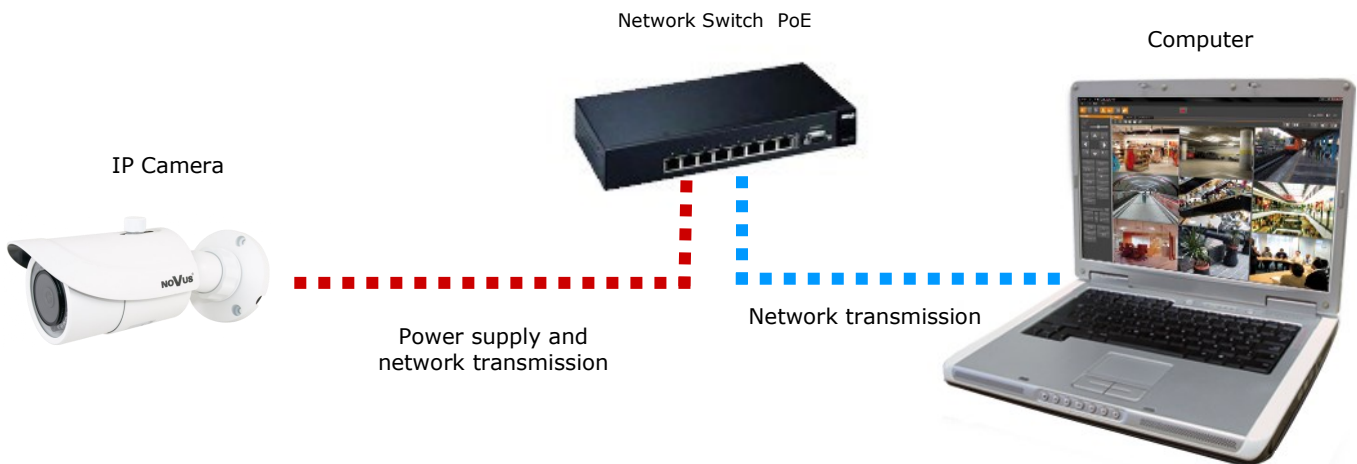 Network Switch  PoE
Computer
IP Camera
NOVUS
Network transmission
Power supply and
network transmission